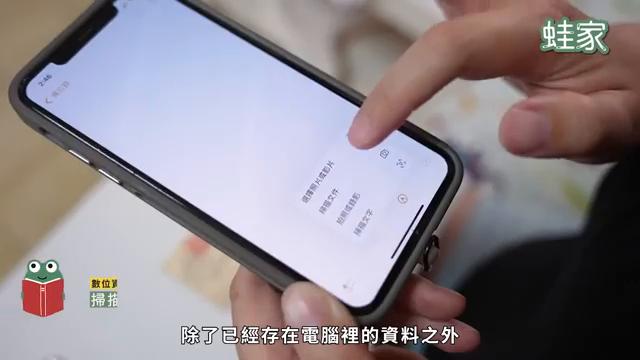 蛙家
2:46
備忘錄
選擇照片或影片
掃描文件
拍照或錄影
掃描文字
數位資
掃描
除了已經存在電腦裡的資料之外